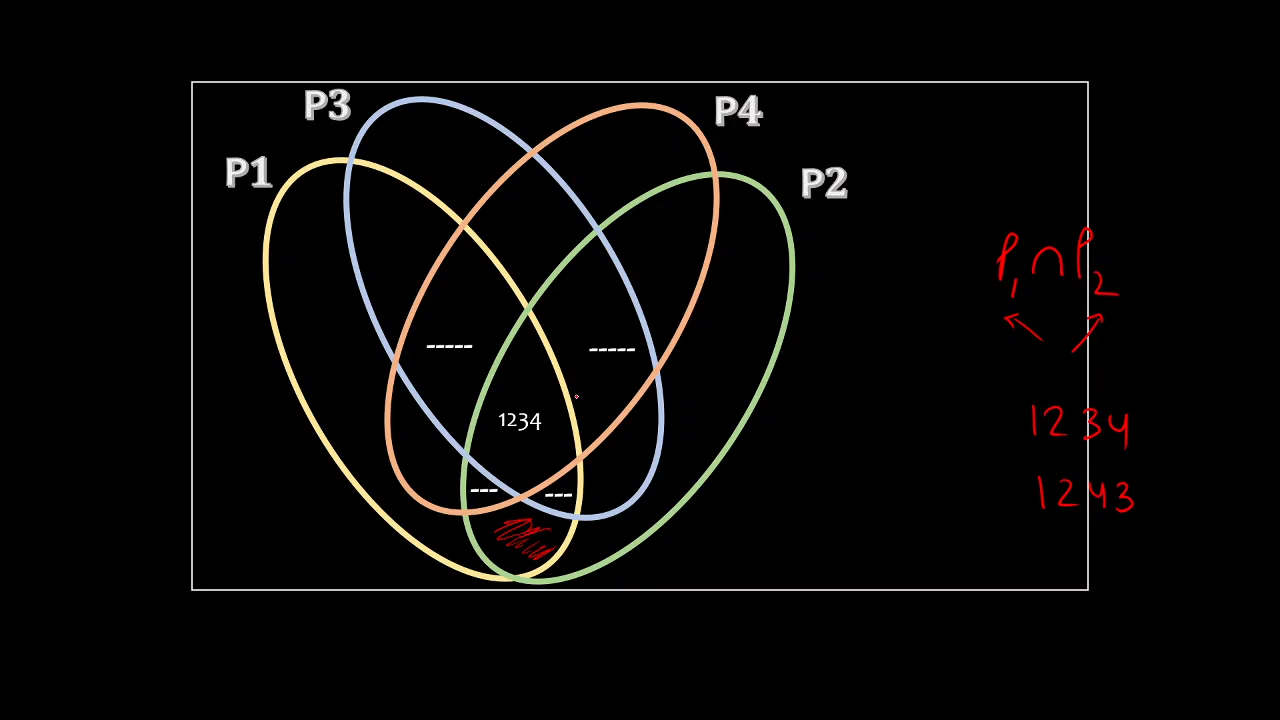 P3
P4
P1
P2
P₁ ∩ P₂
-----
-----
1234
1234
---
---
1243